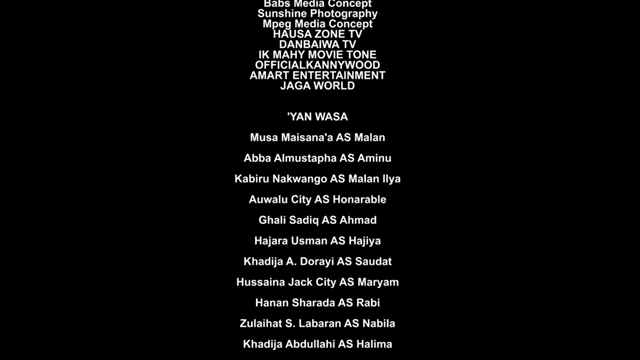 Babs Media Concept
Sunshine Photography
Mpeg Media Concept
HAUSA ZONE TV
DANBAIWA TV
IK MAHY MOVIE TONE
OFFICIALKANNYWOOD
AMART ENTERTAINMENT
JAGA WORLD
'YAN WASA
Musa Maisana'a AS Malan
Abba Almustapha AS Aminu
Kabiru Nakwango AS Malan Ilya
Auwalu City AS Honarable
Ghali Sadiq AS Ahmad
Hajara Usman AS Hajiya
Khadija A. Dorayi AS Saudat
Hussaina Jack City AS Maryam
Hanan Sharada AS Rabi
Zulaihat S. Labaran AS Nabila
Khadija Abdullahi AS Halima